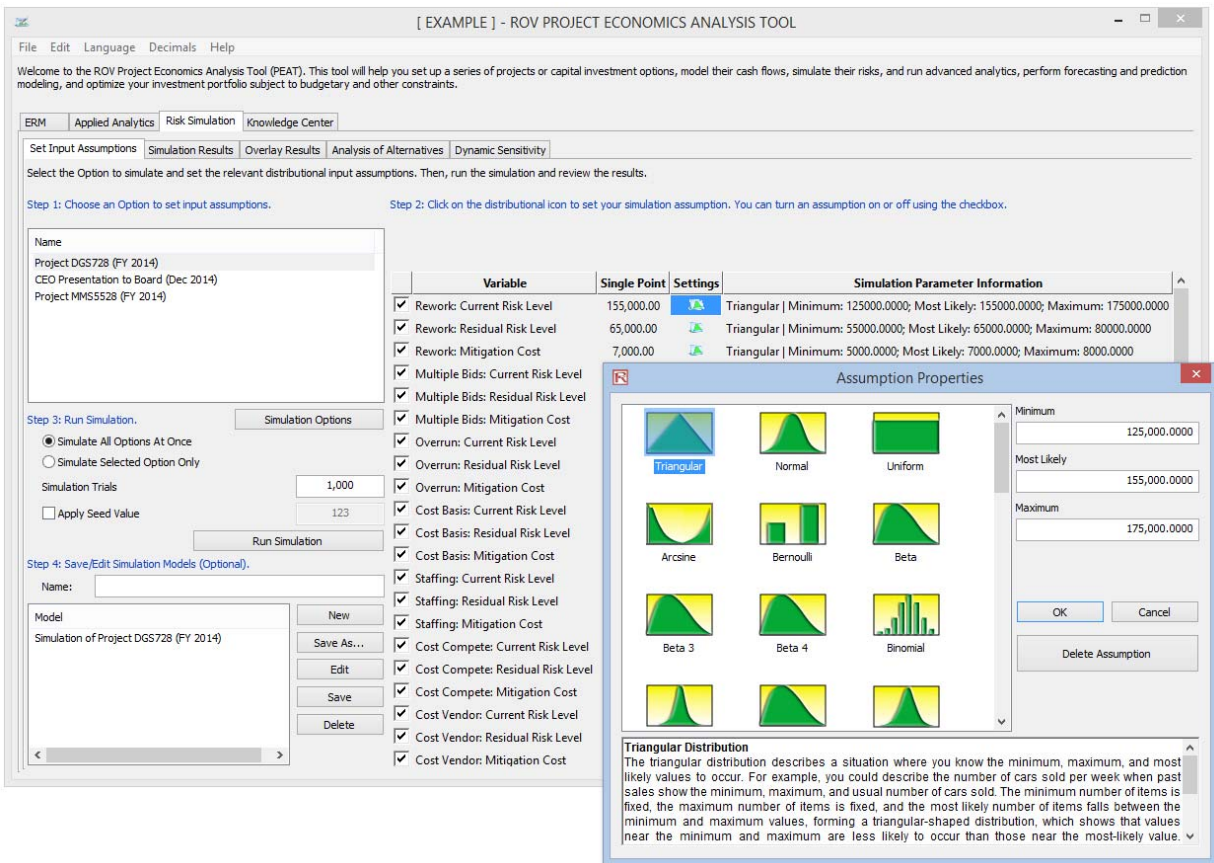 [ EXAMPLE ] - ROV PROJECT ECONOMICS ANALYSIS TOOL
File Edit Language Decimals Help
Welcome to the ROV Project Economics Analysis Tool (PEAT). This tool will help you set up a series of projects or capital investment options, model their cash flows, simulate their risks, and run advanced analytics, perform forecasting and prediction
modeling, and optimize your investment portfolio subject to budgetary and other constraints.
ERM Applied Analytics Risk Simulation Knowledge Center
Set Input Assumptions Simulation Results Overlay Results Analysis of Alternatives Dynamic Sensitivity
Select the Option to simulate and set the relevant distributional input assumptions. Then, run the simulation and review the results.
Step 1: Choose an Option to set input assumptions.
Name
Project DGS728 (FY 2014)
CEO Presentation to Board (Dec 2014)
Project MMS5528 (FY 2014)
Step 3: Run Simulation.
Simulation Options
Simulate All Options At Once
Simulate Selected Option Only
Simulation Trials 1,000
Apply Seed Value 123
Run Simulation
Step 4: Save/Edit Simulation Models (Optional).
Name:
Model
Simulation of Project DGS728 (FY 2014)
New
Save As...
Edit
Save
Delete
Step 2: Click on the distributional icon to set your simulation assumption. You can turn an assumption on or off using the checkbox.
Variable Single Point Settings Simulation Parameter Information
Rework: Current Risk Level 155,000.00 Triangular | Minimum: 125000.0000; Most Likely: 155000.0000; Maximum: 175000.0000
Rework: Residual Risk Level 65,000.00 Triangular | Minimum: 55000.0000; Most Likely: 65000.0000; Maximum: 80000.0000
Rework: Mitigation Cost 7,000.00 Triangular | Minimum: 5000.0000; Most Likely: 7000.0000; Maximum: 8000.0000
Multiple Bids: Current Risk Level
Multiple Bids: Residual Risk Level
Multiple Bids: Mitigation Cost
Overrun: Current Risk Level
Overrun: Residual Risk Level
Overrun: Mitigation Cost
Cost Basis: Current Risk Level
Cost Basis: Residual Risk Level
Cost Basis: Mitigation Cost
Staffing: Current Risk Level
Staffing: Residual Risk Level
Staffing: Mitigation Cost
Cost Compete: Current Risk Level
Cost Compete: Residual Risk Level
Cost Compete: Mitigation Cost
Cost Vendor: Current Risk Level
Cost Vendor: Residual Risk Level
Cost Vendor: Mitigation Cost
Assumption Properties
Triangular Normal Uniform
Arcsine Bernoulli Beta
Beta 3 Beta 4 Binomial
Minimum
125,000.0000
Most Likely
155,000.0000
Maximum
175,000.0000
OK Cancel
Delete Assumption
Triangular Distribution
The triangular distribution describes a situation where you know the minimum, maximum, and most
likely values to occur. For example, you could describe the number of cars sold per week when past
sales show the minimum, maximum, and usual number of cars sold. The minimum number of items is
fixed, the maximum number of items is fixed, and the most likely number of items falls between the
minimum and maximum values, forming a triangular-shaped distribution, which shows that values
near the minimum and maximum are less likely to occur than those near the most-likely value.